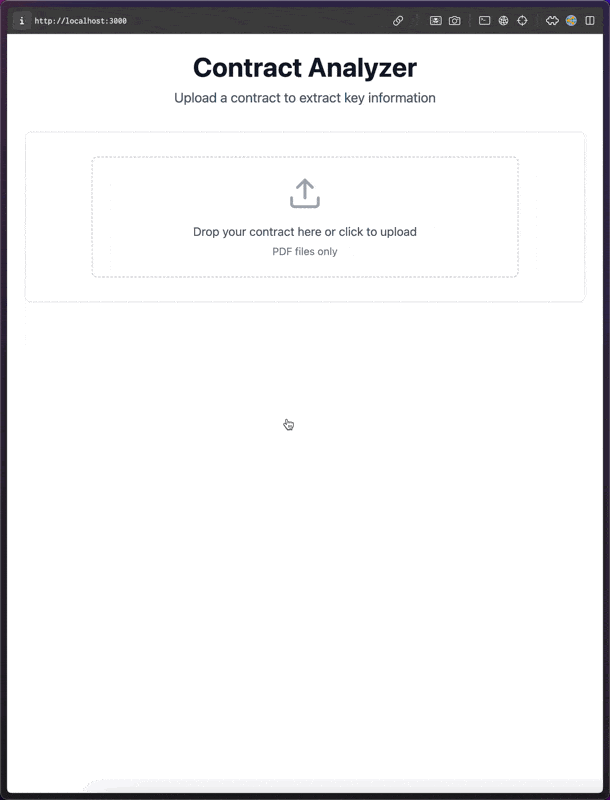 i http://localhost:3000
Contract Analyzer
Upload a contract to extract key information
Drop your contract here or click to upload
PDF files only